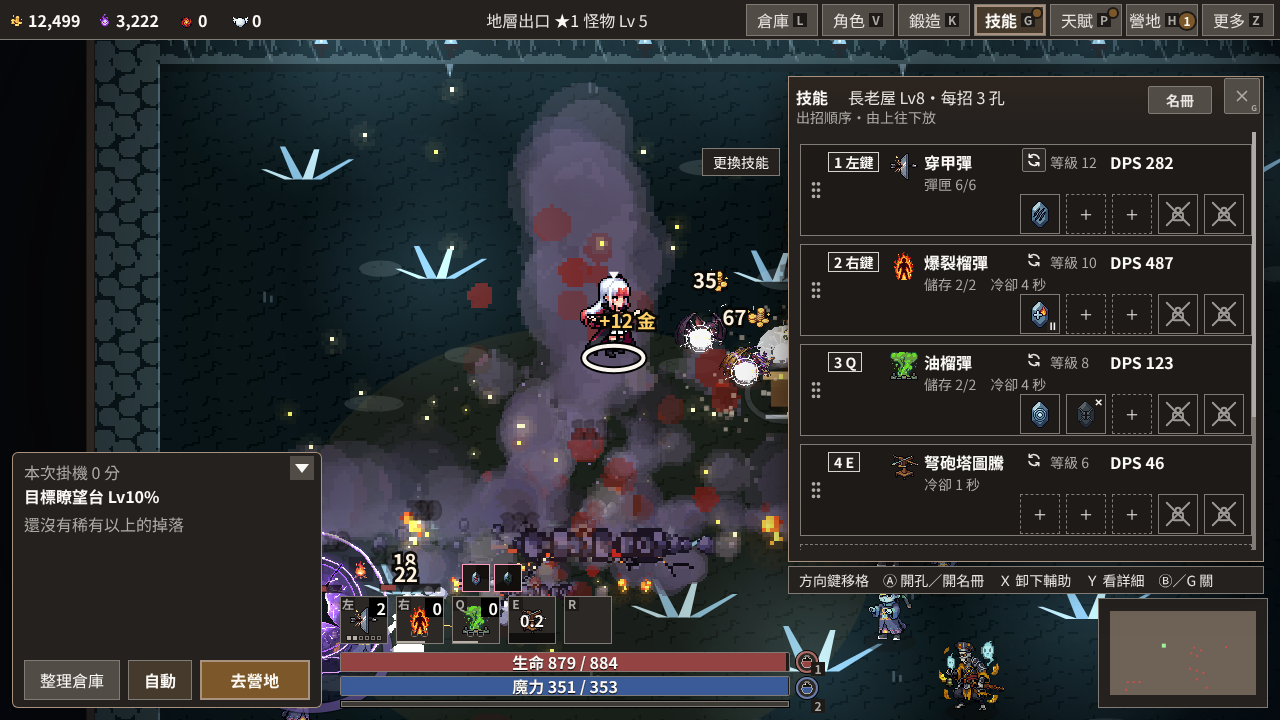 12,499 3,222 0 0
地層出口 ★1 怪物 Lv 5
倉庫 L 角色 V 鍛造 K 技能 G 天賦 P 營地 H 1 更多 Z
技能 長老屋 Lv8・每招 3 孔 名冊 G
出招順序・由上往下放
更換技能
1 左鍵 穿甲彈 等級 12 DPS 282
彈匣 6/6
+ +
2 右鍵 爆裂榴彈 等級 10 DPS 487
儲存 2/2 冷卻 4 秒
II + +
3 Q 油榴彈 等級 8 DPS 123
儲存 2/2 冷卻 4 秒
× +
4 E 弩砲塔圖騰 等級 6 DPS 46
冷卻 1 秒
+ + +
方向鍵移格 Ⓐ 開孔／開名冊 X 卸下輔助 Y 看詳細 Ⓑ／G 關
35
67
+12 金
18
22
本次掛機 0 分
目標瞭望台 Lv10%
還沒有稀有以上的掉落
整理倉庫 自動 去營地
左 2 右 0 Q 0 E 0.2 R
生命 879 / 884 1
魔力 351 / 353 2